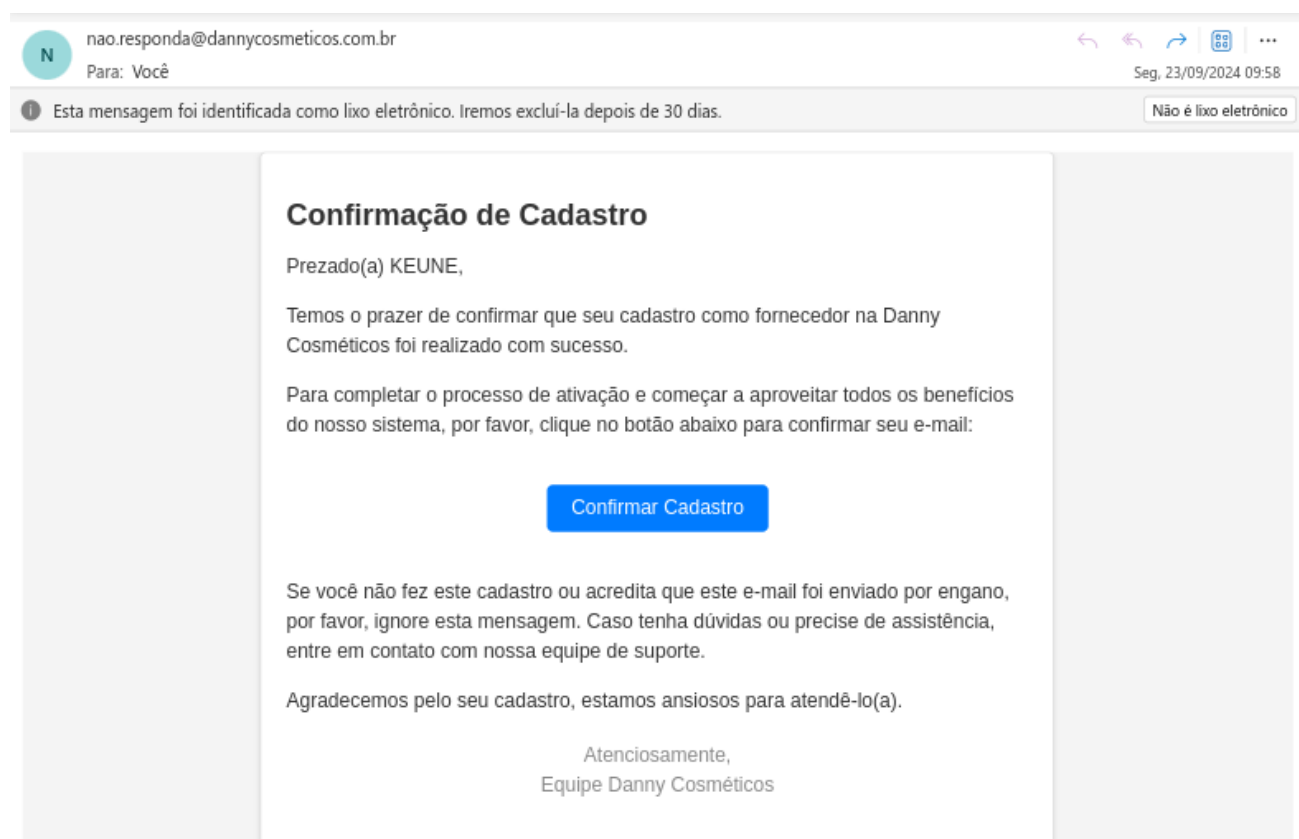 N
nao.responda@dannycosmeticos.com.br
Para: Você
Seg, 23/09/2024 09:58
Esta mensagem foi identificada como lixo eletrônico. Iremos excluí-la depois de 30 dias.
Não é lixo eletrônico
Confirmação de Cadastro
Prezado(a) KEUNE,
Temos o prazer de confirmar que seu cadastro como fornecedor na Danny
Cosméticos foi realizado com sucesso.
Para completar o processo de ativação e começar a aproveitar todos os benefícios
do nosso sistema, por favor, clique no botão abaixo para confirmar seu e-mail:
Confirmar Cadastro
Se você não fez este cadastro ou acredita que este e-mail foi enviado por engano,
por favor, ignore esta mensagem. Caso tenha dúvidas ou precise de assistência,
entre em contato com nossa equipe de suporte.
Agradecemos pelo seu cadastro, estamos ansiosos para atendê-lo(a).
Atenciosamente,
Equipe Danny Cosméticos